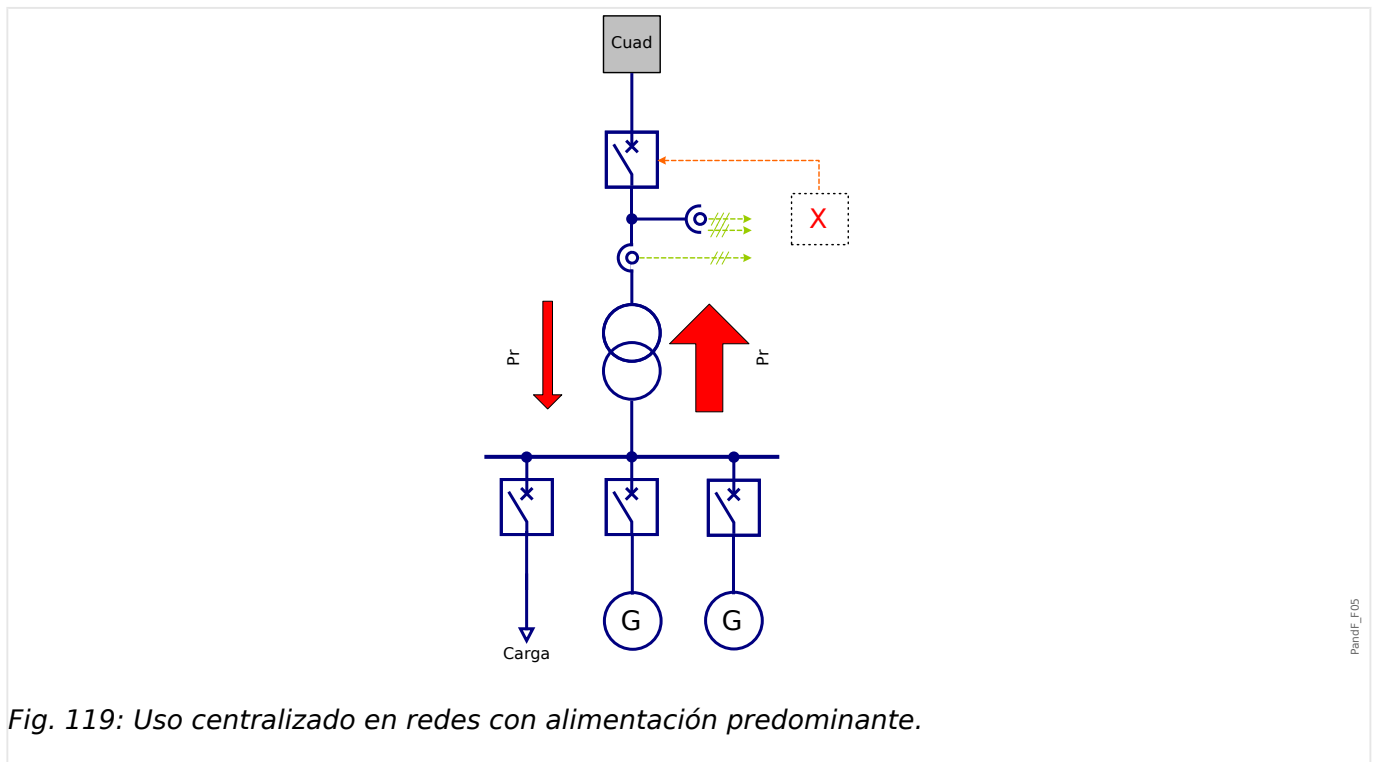 Cuad
X
Pr
Pr
G
G
Carga
PandF_F05
Fig. 119: Uso centralizado en redes con alimentación predominante.